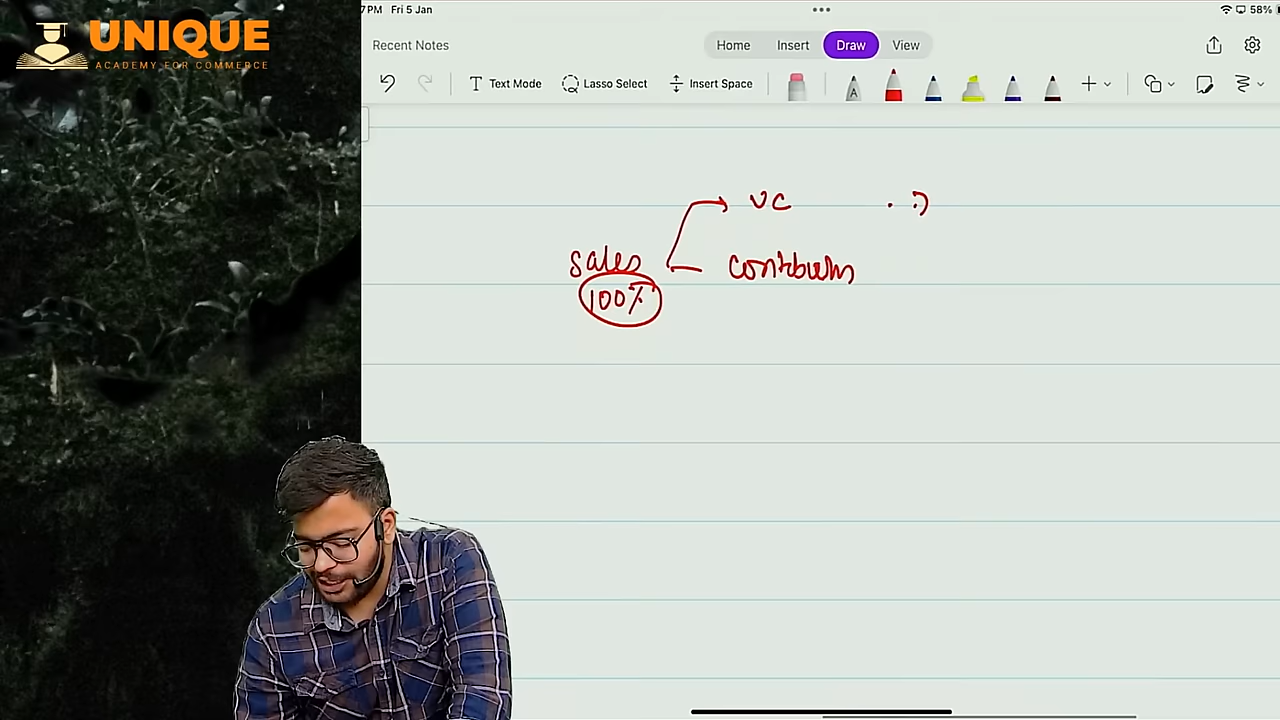 7PM Fri 5 Jan 58%
UNIQUE
ACADEMY FOR COMMERCE
Recent Notes Home Insert Draw View
Text Mode Lasso Select Insert Space
A
VC
sales
100%